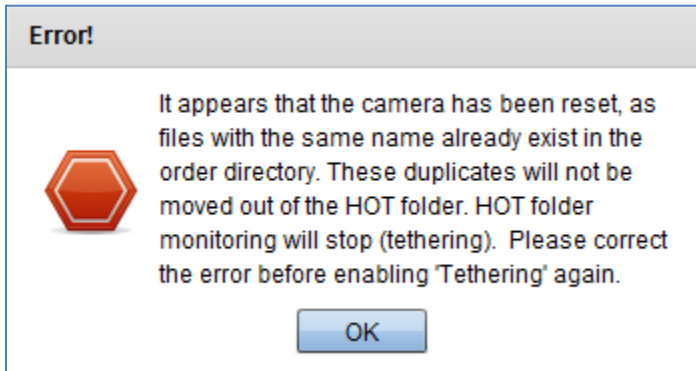 Error!
It appears that the camera has been reset, as
files with the same name already exist in the
order directory. These duplicates will not be
moved out of the HOT folder. HOT folder
monitoring will stop (tethering).  Please correct
the error before enabling 'Tethering' again.
OK